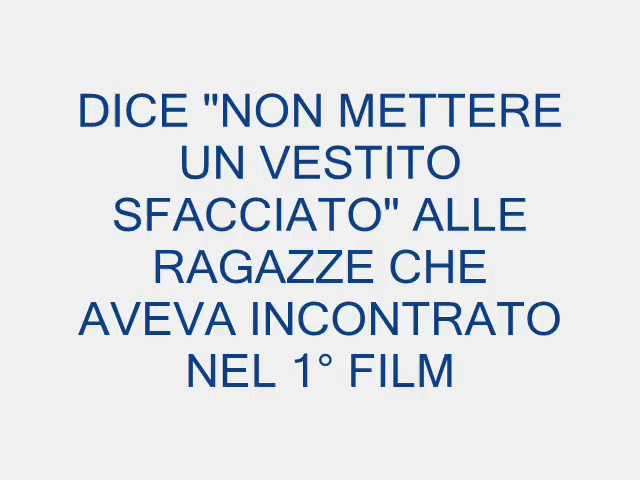 DICE "NON METTERE
UN VESTITO
SFACCIATO" ALLE
RAGAZZE CHE
AVEVA INCONTRATO
NEL 1° FILM